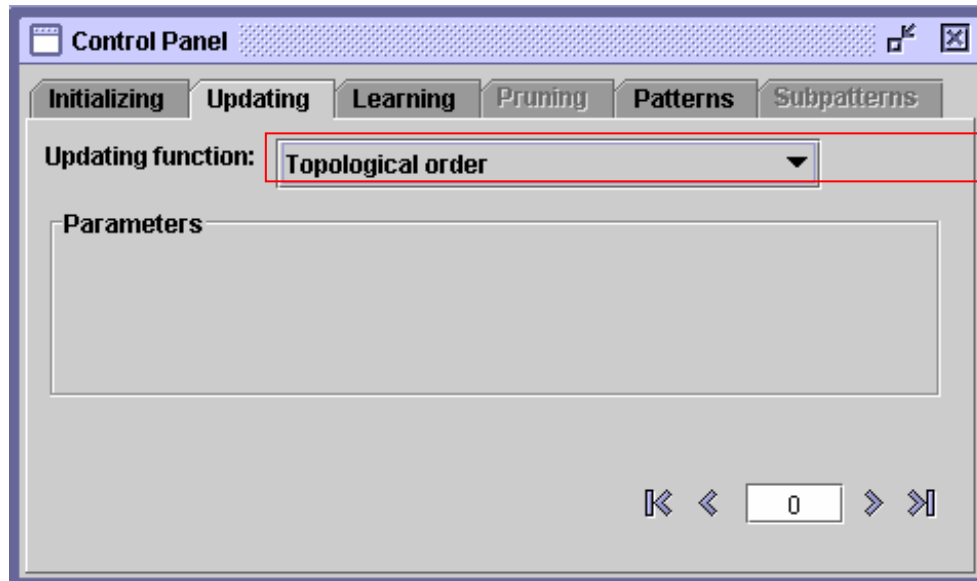 Control Panel
Initializing Updating Learning Pruning Patterns Subpatterns
Updating function: Topological order
Parameters
0